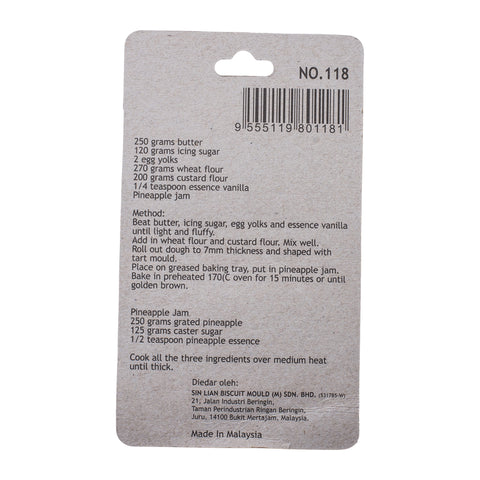 NO.118
9 555119 801181
250 grams butter
120 grams icing sugar
2 egg yolks
270 grams wheat flour
200 grams custard flour
1/4 teaspoon essence vanilla
Pineapple jam
Method:
Beat butter, icing sugar, egg yolks and essence vanilla
until light and fluffy.
Add in wheat flour and custard flour. Mix well.
Roll out dough to 7mm thickness and shaped with
tart mould.
Place on greased baking tray, put in pineapple jam.
Bake in preheated 170(C oven for 15 minutes or until
golden brown.
Pineapple Jam
250 grams grated pineapple
125 grams caster sugar
1/2 teaspoon pineapple essence
Cook all the three ingredients over medium heat
until thick.
Diedar oleh:
SIN LIAN BISCUIT MOULD (M) SDN. BHD. (531785-W)
21, Jalan Industri Beringin,
Taman Perindustrian Ringan Beringin,
Juru, 14100 Bukit Mertajam, Malaysia.
Made In Malaysia